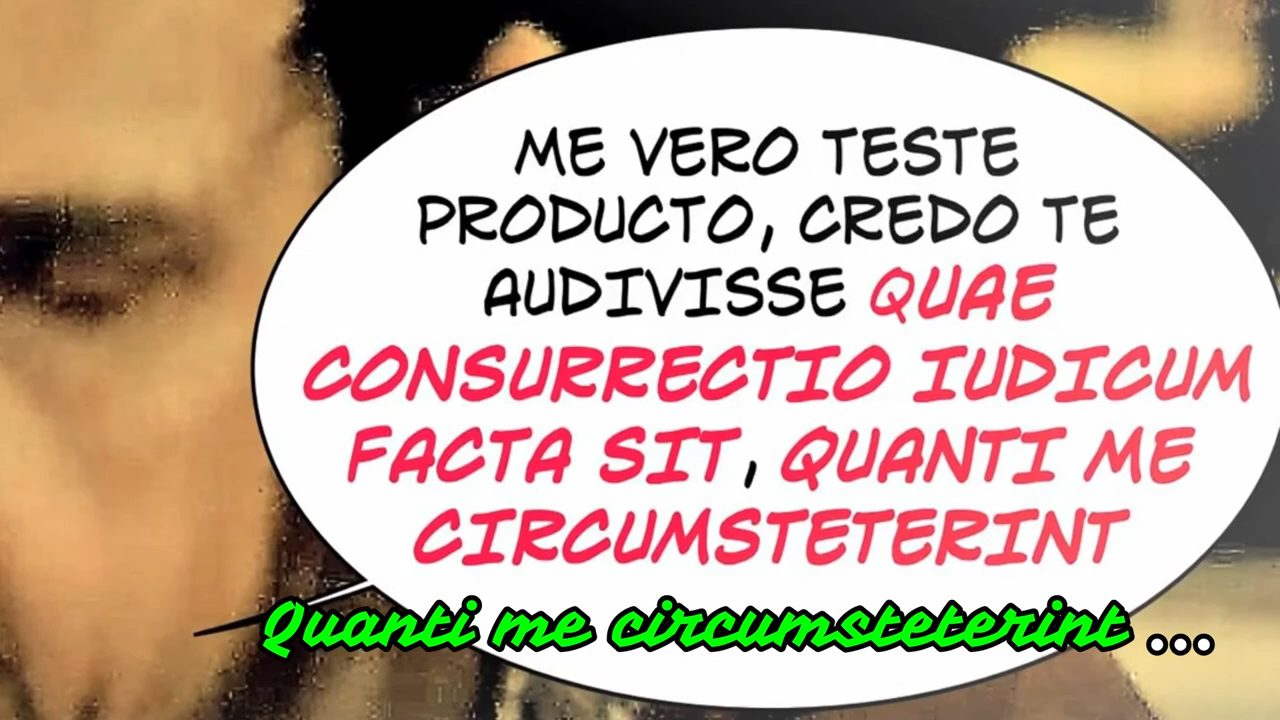 ME VERO TESTE
PRODUCTO, CREDO TE
AUDIVISSE QUAE
CONSURRECTIO IUDICUM
FACTA SIT, QUANTI ME
CIRCUMSTETERINT
Quanti me circumsteterint ...